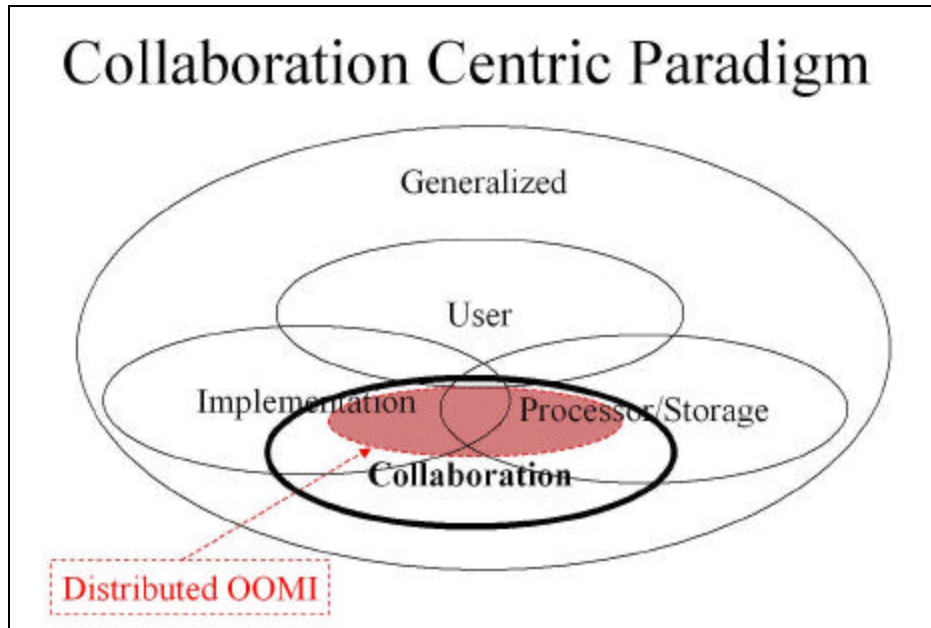 Collaboration Centric Paradigm
Generalized
User
Implementation
Processor/Storage
Collaboration
Distributed OOMI